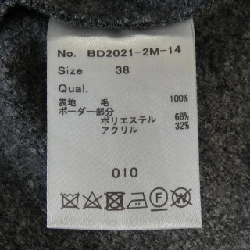 No. BD2021-2M-14
Size 38
Qual.
表地 毛 100%
ボーダー部分
ポリエステル 68%
アクリル 32%
010